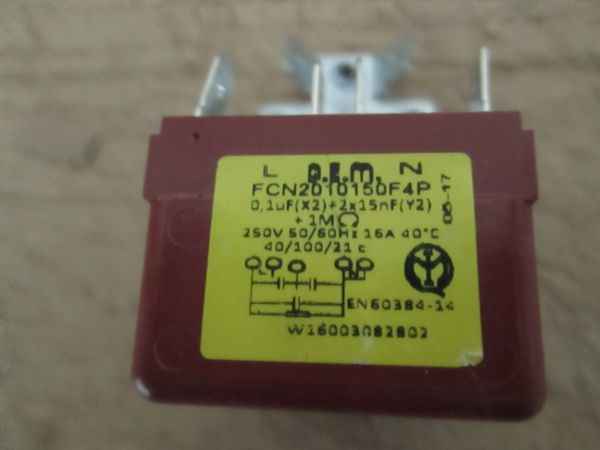 L D.E.M. N
FCN2010150F4P
0,1uF(X2)+2x15nF(Y2)
+ 1MΩ
250V 50/60Hz 16A 40°C
40/100/21 c
06-17
L N
EN60384-14
W16003082802